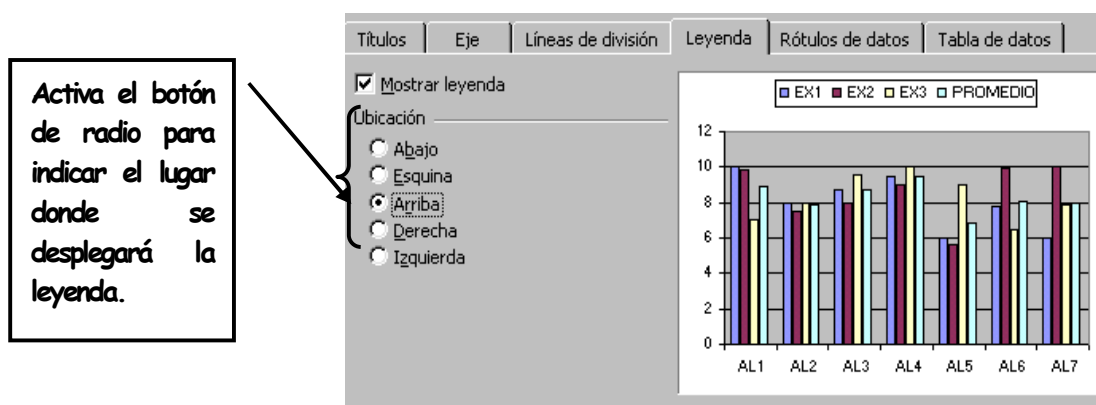 Títulos Eje Líneas de división Leyenda Rótulos de datos Tabla de datos
Activa el botón
de radio para
indicar el lugar
donde se
desplegará la
leyenda.
Mostrar leyenda
Ubicación
Abajo
Esquina
Arriba
Derecha
Izquierda
EX1 EX2 EX3 PROMEDIO
12
10
8
6
4
2
0
AL1 AL2 AL3 AL4 AL5 AL6 AL7